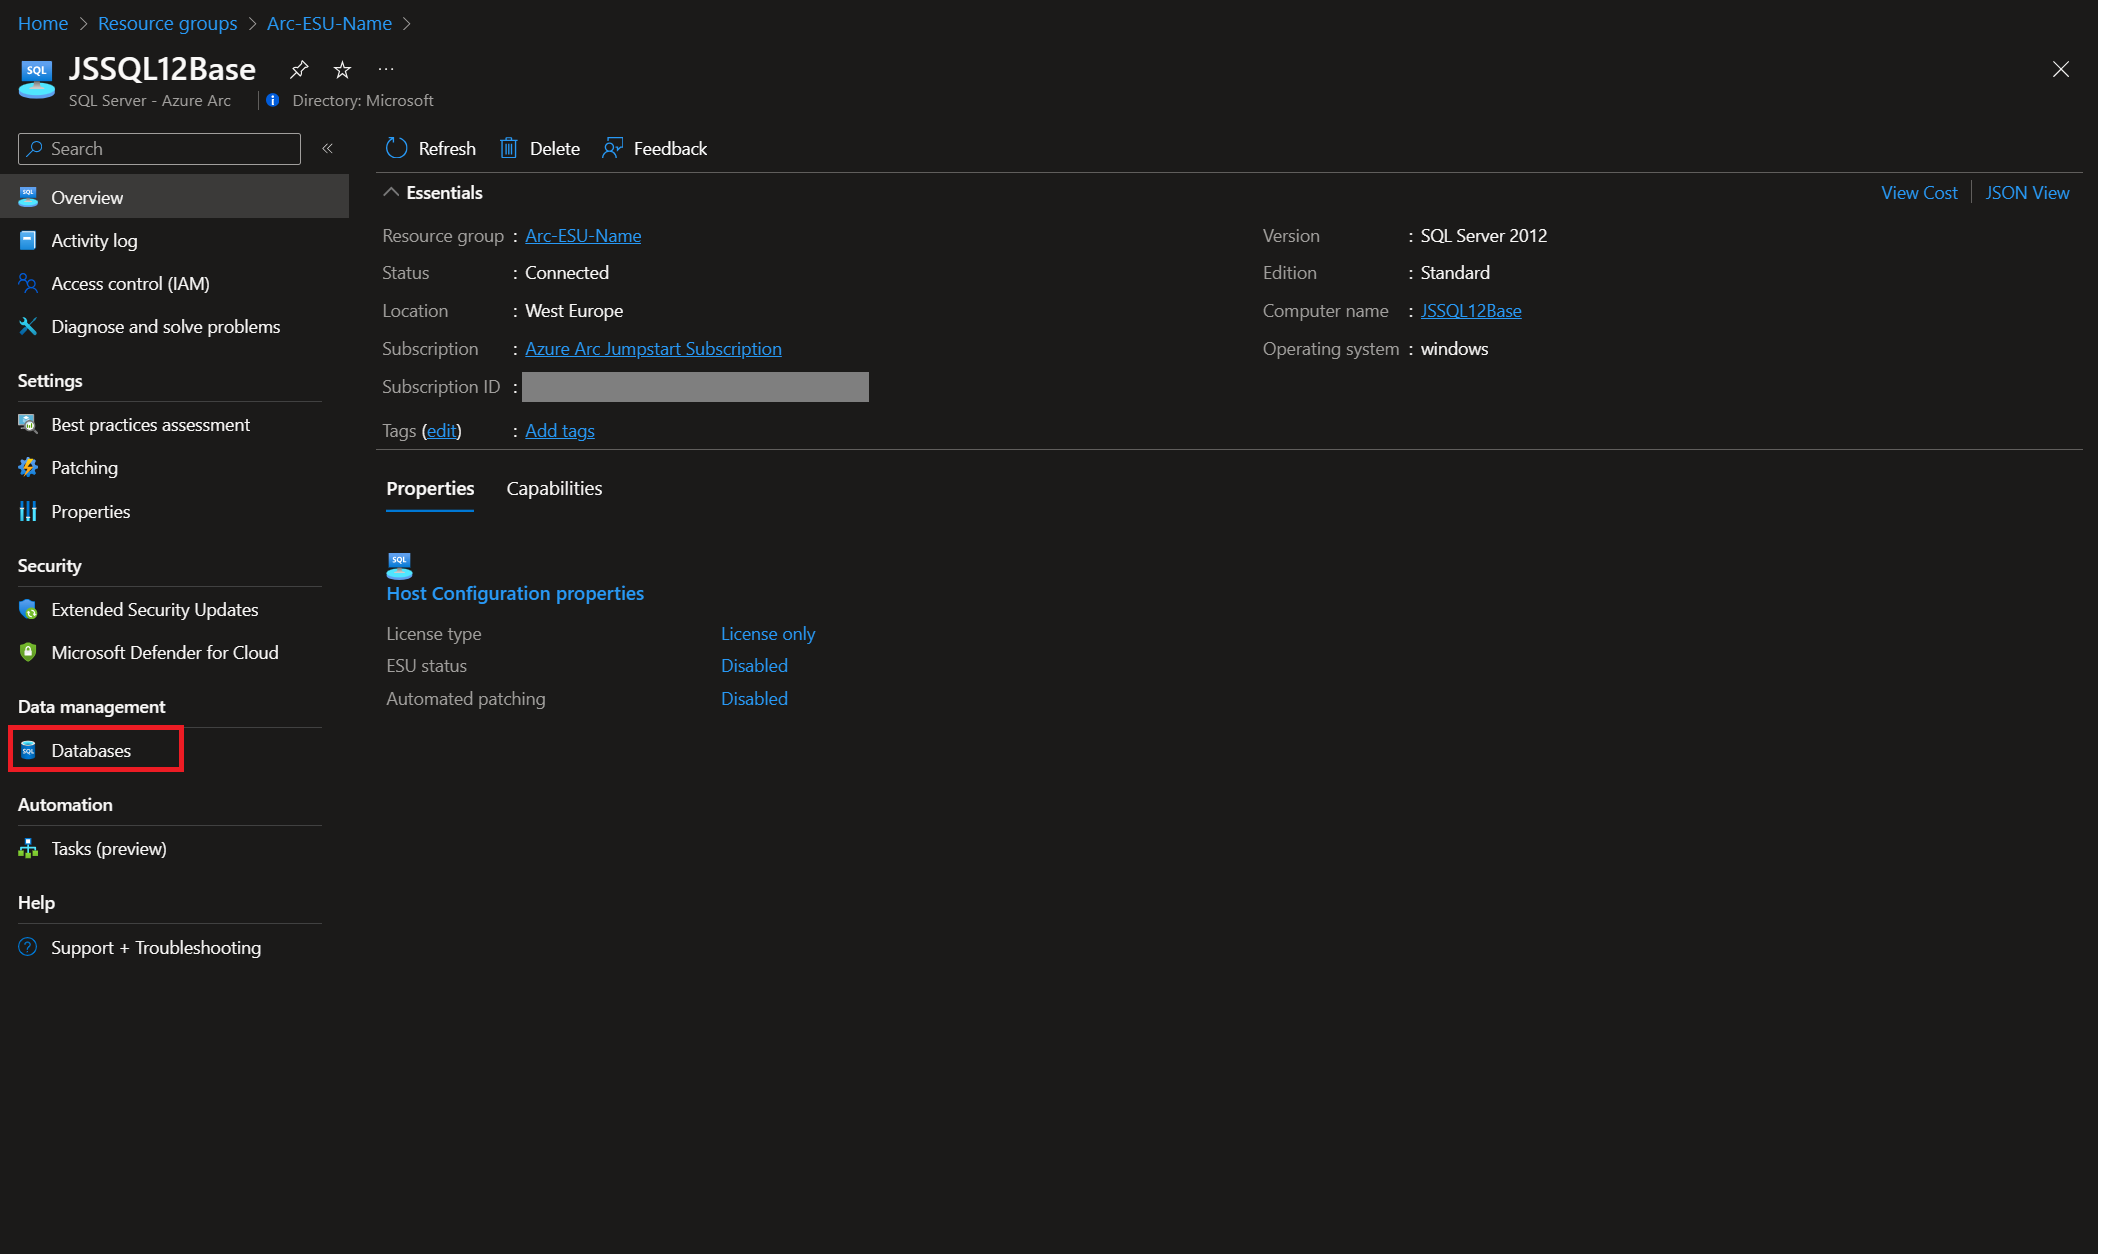 Home > Resource groups > Arc-ESU-Name >
JSSQL12Base ...
SQL Server - Azure Arc | Directory: Microsoft
Search «
Refresh Delete Feedback
Overview
Activity log
Access control (IAM)
Diagnose and solve problems
Settings
Best practices assessment
Patching
Properties
Security
Extended Security Updates
Microsoft Defender for Cloud
Data management
Databases
Automation
Tasks (preview)
Help
Support + Troubleshooting
Essentials
View Cost | JSON View
Resource group : Arc-ESU-Name
Status : Connected
Location : West Europe
Subscription : Azure Arc Jumpstart Subscription
Subscription ID :
Tags (edit) : Add tags
Version : SQL Server 2012
Edition : Standard
Computer name : JSSQL12Base
Operating system : windows
Properties Capabilities
SQL
Host Configuration properties
License type License only
ESU status Disabled
Automated patching Disabled